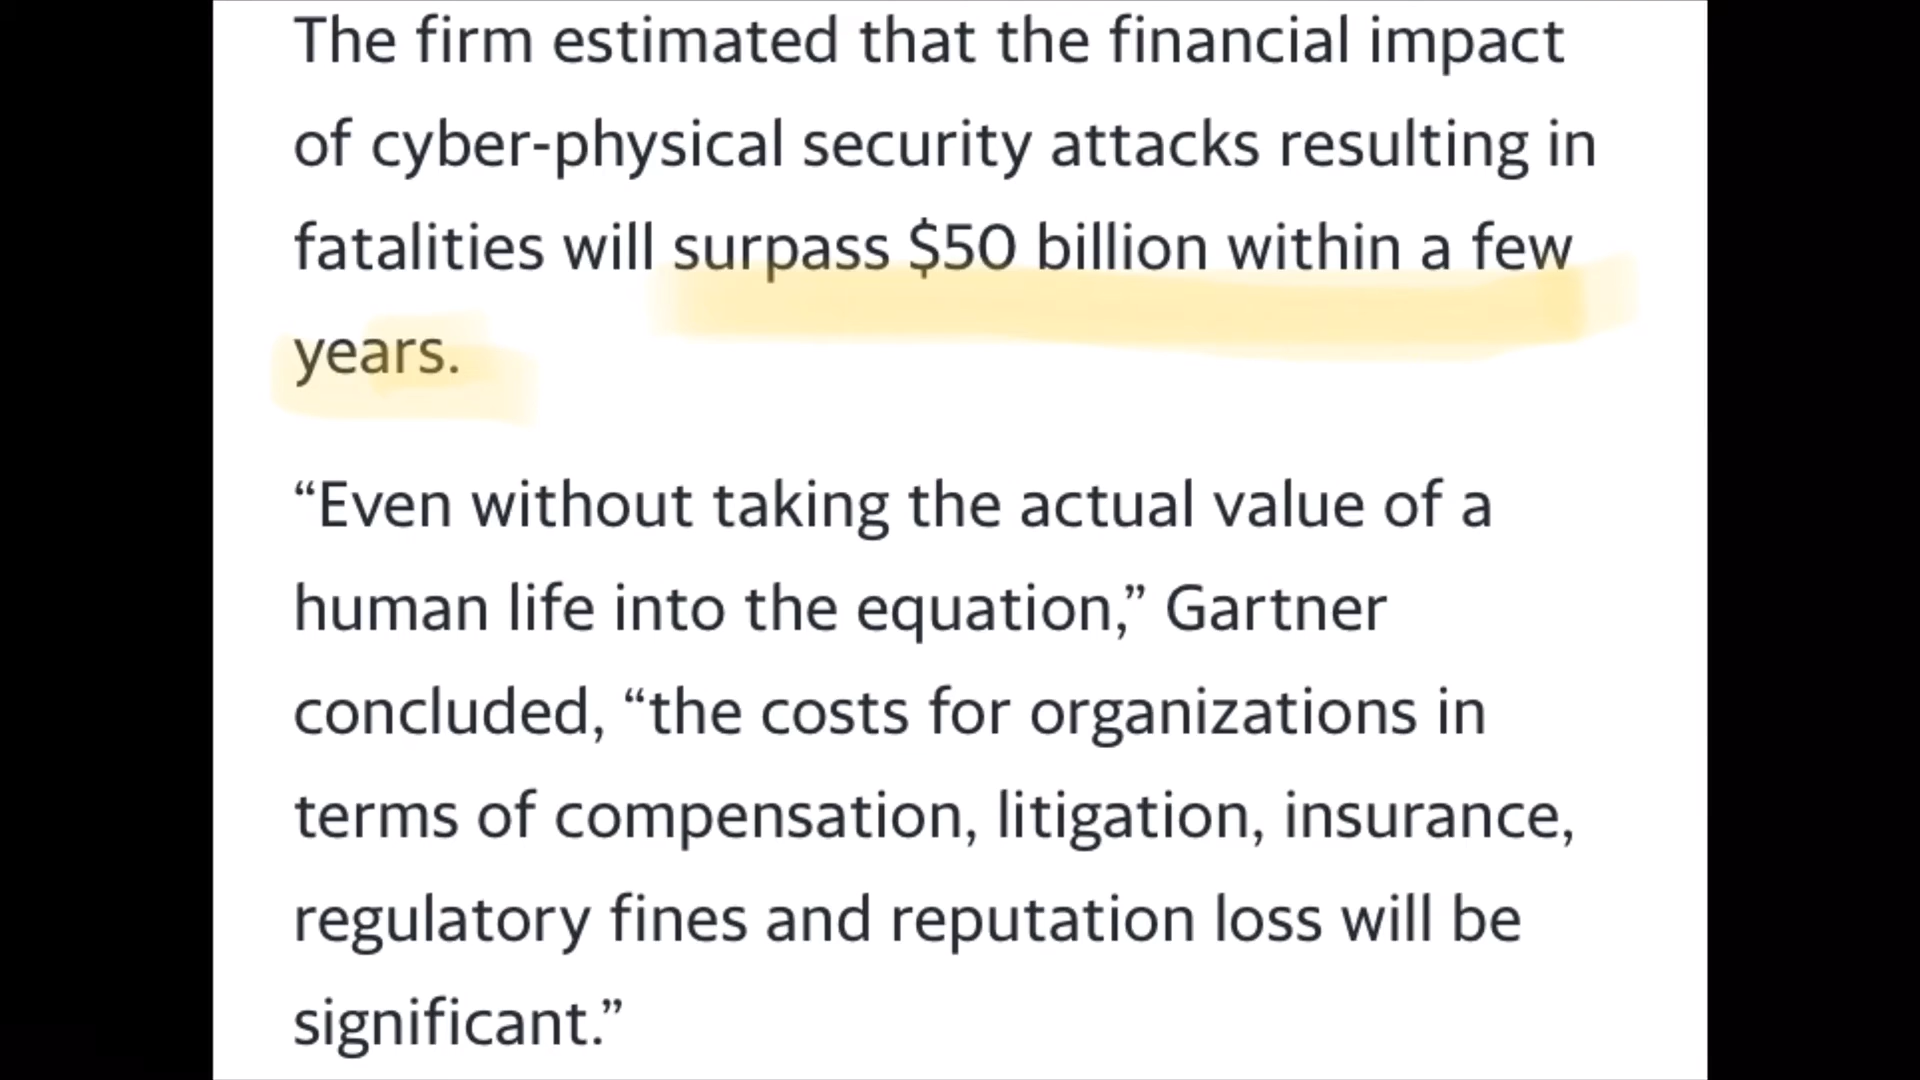 The firm estimated that the financial impact
of cyber-physical security attacks resulting in
fatalities will surpass $50 billion within a few
years.
“Even without taking the actual value of a
human life into the equation,” Gartner
concluded, “the costs for organizations in
terms of compensation, litigation, insurance,
regulatory fines and reputation loss will be
significant.”